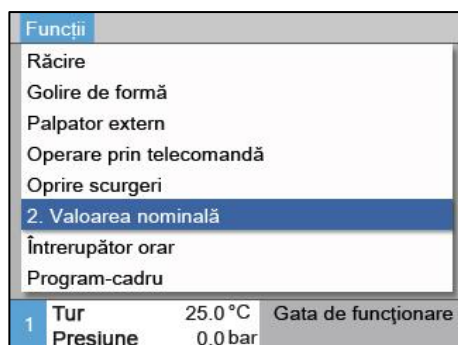 Funcții
Răcire
Golire de formă
Palpator extern
Operare prin telecomandă
Oprire scurgeri
2. Valoarea nominală
Întrerupător orar
Program-cadru
1 Tur 25.0 °C Gata de funcţionare
Presiune 0.0 bar